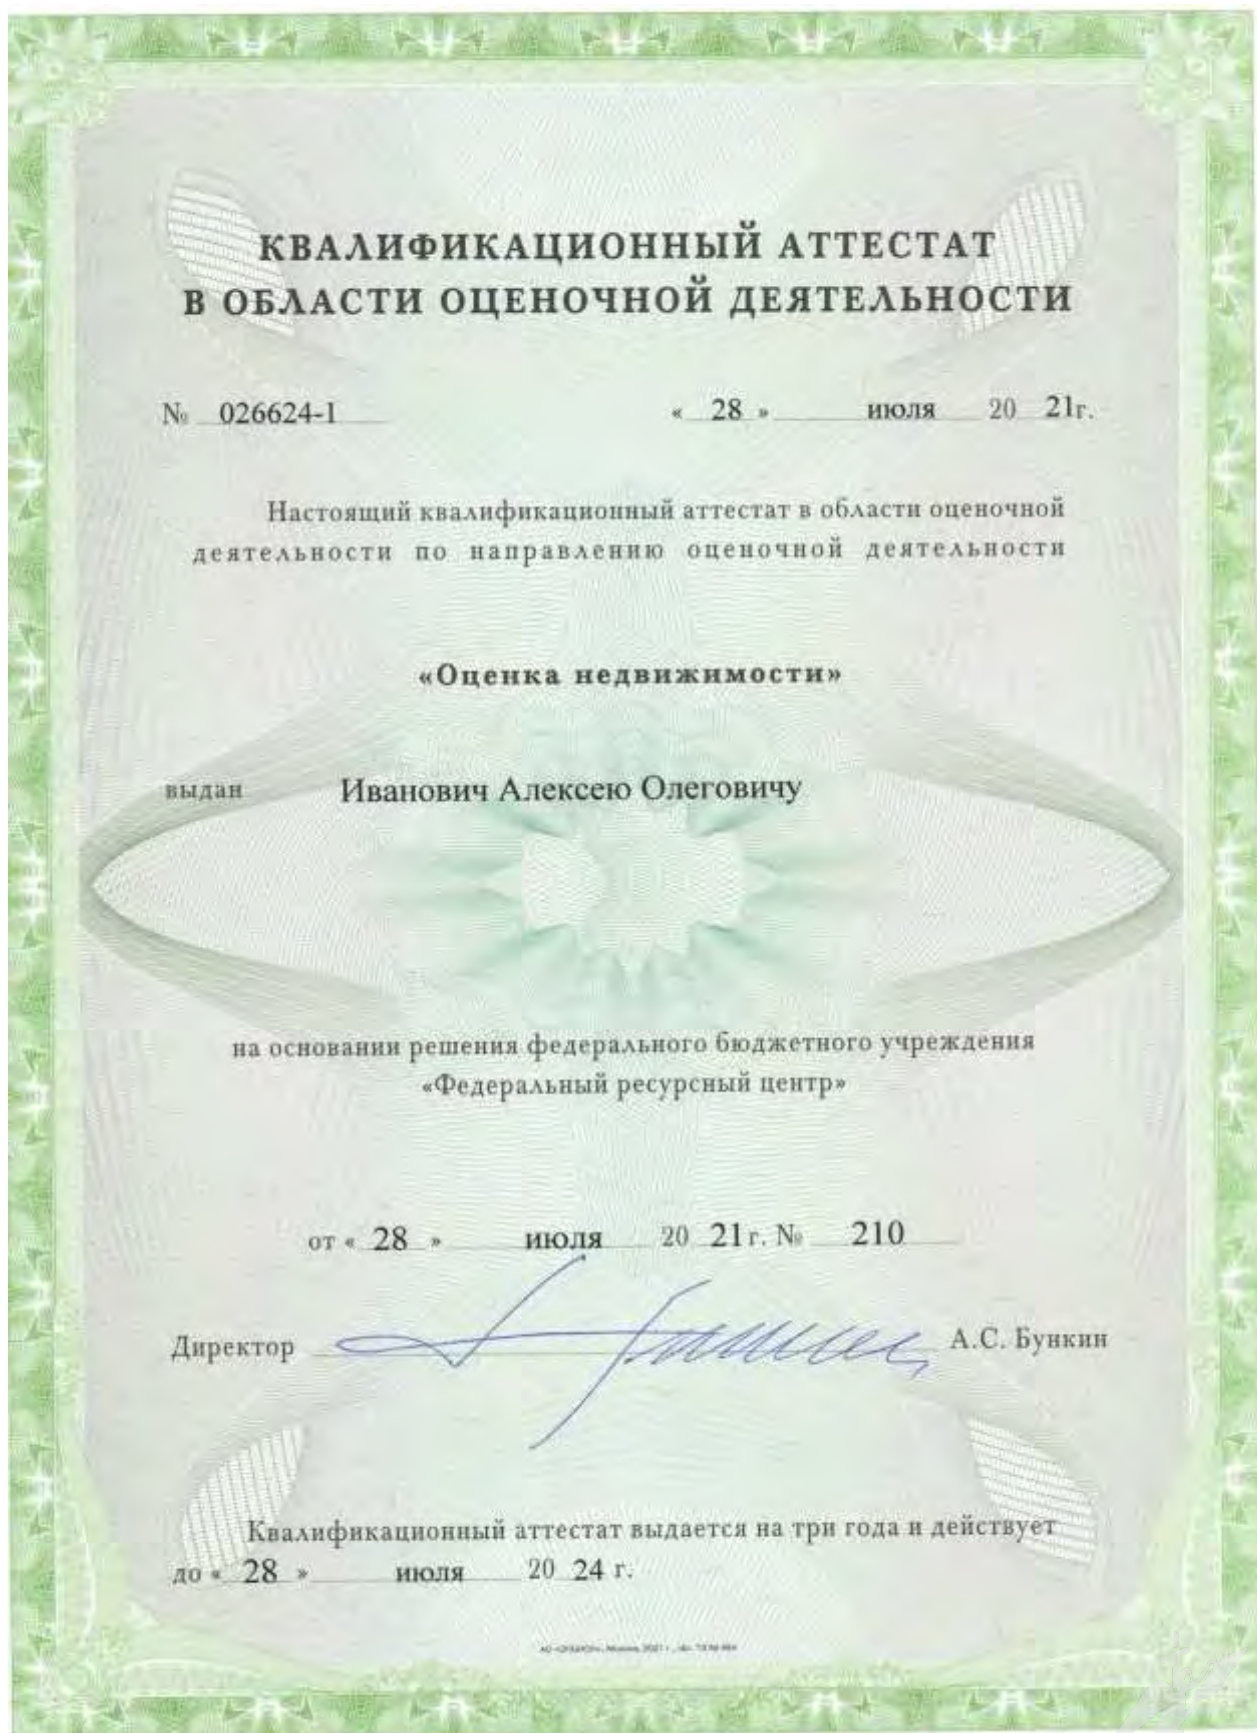 КВАЛИФИКАЦИОННЫЙ АТТЕСТАТ
В ОБЛАСТИ ОЦЕНОЧНОЙ ДЕЯТЕЛЬНОСТИ
№ 026624-1 « 28 » июля 20 21г.
Настоящий квалификационный аттестат в области оценочной
деятельности по направлению оценочной деятельности
«Оценка недвижимости»
выдан Иванович Алексею Олеговичу
на основании решения федерального бюджетного учреждения
«Федеральный ресурсный центр»
от « 28 » июля 20 21 г. № 210
Директор А.С. Бункин
Квалификационный аттестат выдается на три года и действует
до « 28 » июля 20 24 г.
Москва, 2021 г.